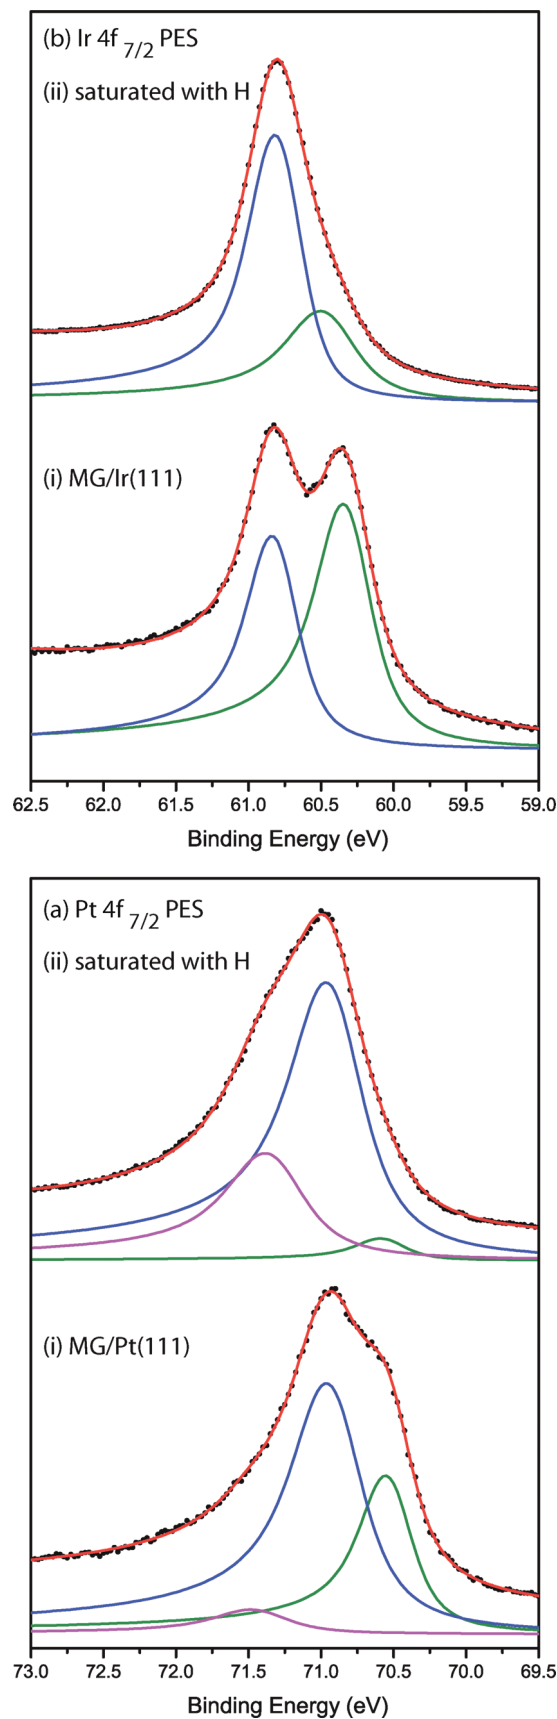 (b) Ir 4f 7/2 PES
(ii) saturated with H
(i) MG/Ir(111)
62.5 62.0 61.5 61.0 60.5 60.0 59.5 59.0
Binding Energy (eV)
(a) Pt 4f 7/2 PES
(ii) saturated with H
(i) MG/Pt(111)
73.0 72.5 72.0 71.5 71.0 70.5 70.0 69.5
Binding Energy (eV)